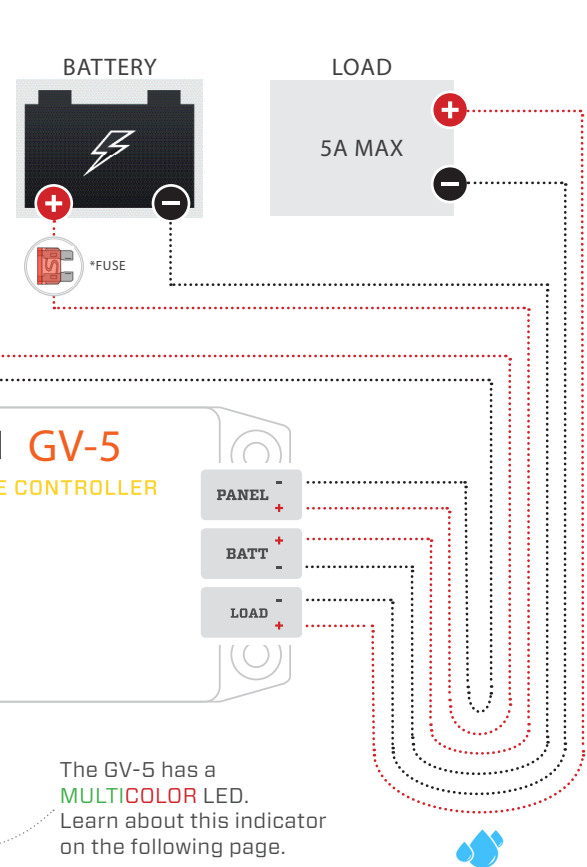 BATTERY
LOAD
5A MAX
+
-
+
-
*FUSE
GV-5
E CONTROLLER
PANEL -
+
BATT +
-
LOAD -
+
The GV-5 has a
MULTICOLOR LED.
Learn about this indicator
on the following page.